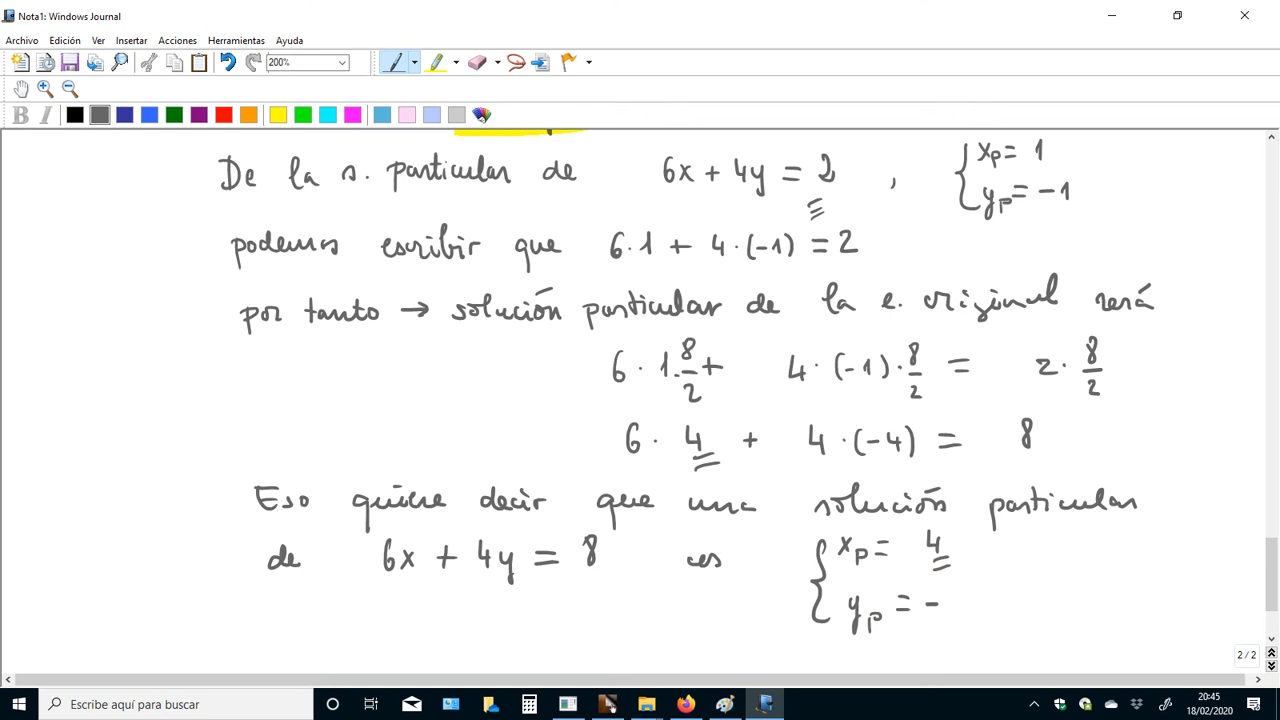 Nota1: Windows Journal
Archivo Edición Ver Insertar Acciones Herramientas Ayuda
200%
B I
De la s. particular de 6x + 4y = 2 , { xp = 1
yp = -1
podemos escribir que 6·1 + 4·(-1) = 2
por tanto → solución particular de la e. original será
6 · 1·8/2 + 4·(-1)·8/2 = 2·8/2
6 · 4 + 4·(-4) = 8
Eso quiere decir que una solución particular
de 6x + 4y = 8 es { xp = 4
yp = -
2 / 2
Escribe aquí para buscar
20:45
18/02/2020